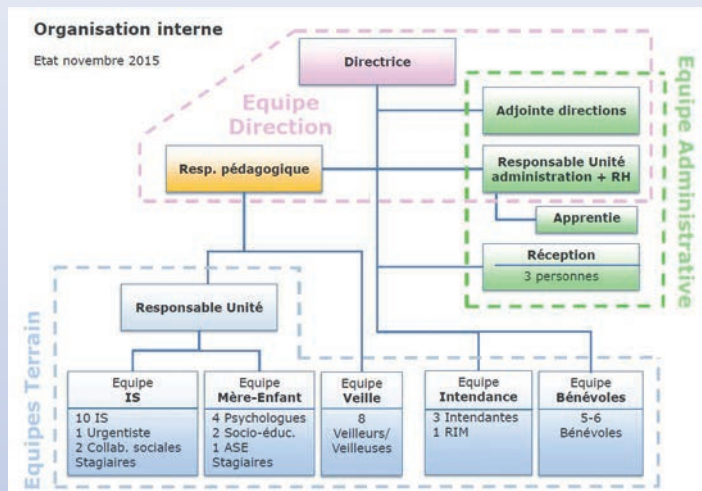 Organisation interne
Etat novembre 2015
Directrice
Equipe
Direction
Equipe Administrative
Adjointe directions
Resp. pédagogique
Responsable Unité
administration + RH
Apprentie
Réception
3 personnes
Equipes Terrain
Responsable Unité
Equipe
IS
10 IS
1 Urgentiste
2 Collab. sociales
Stagiaires
Equipe
Mère-Enfant
4 Psychologues
2 Socio-éduc.
1 ASE
Stagiaires
Equipe
Veille
8
Veilleurs/
Veilleuses
Equipe
Intendance
3 Intendantes
1 RIM
Equipe
Bénévoles
5-6
Bénévoles